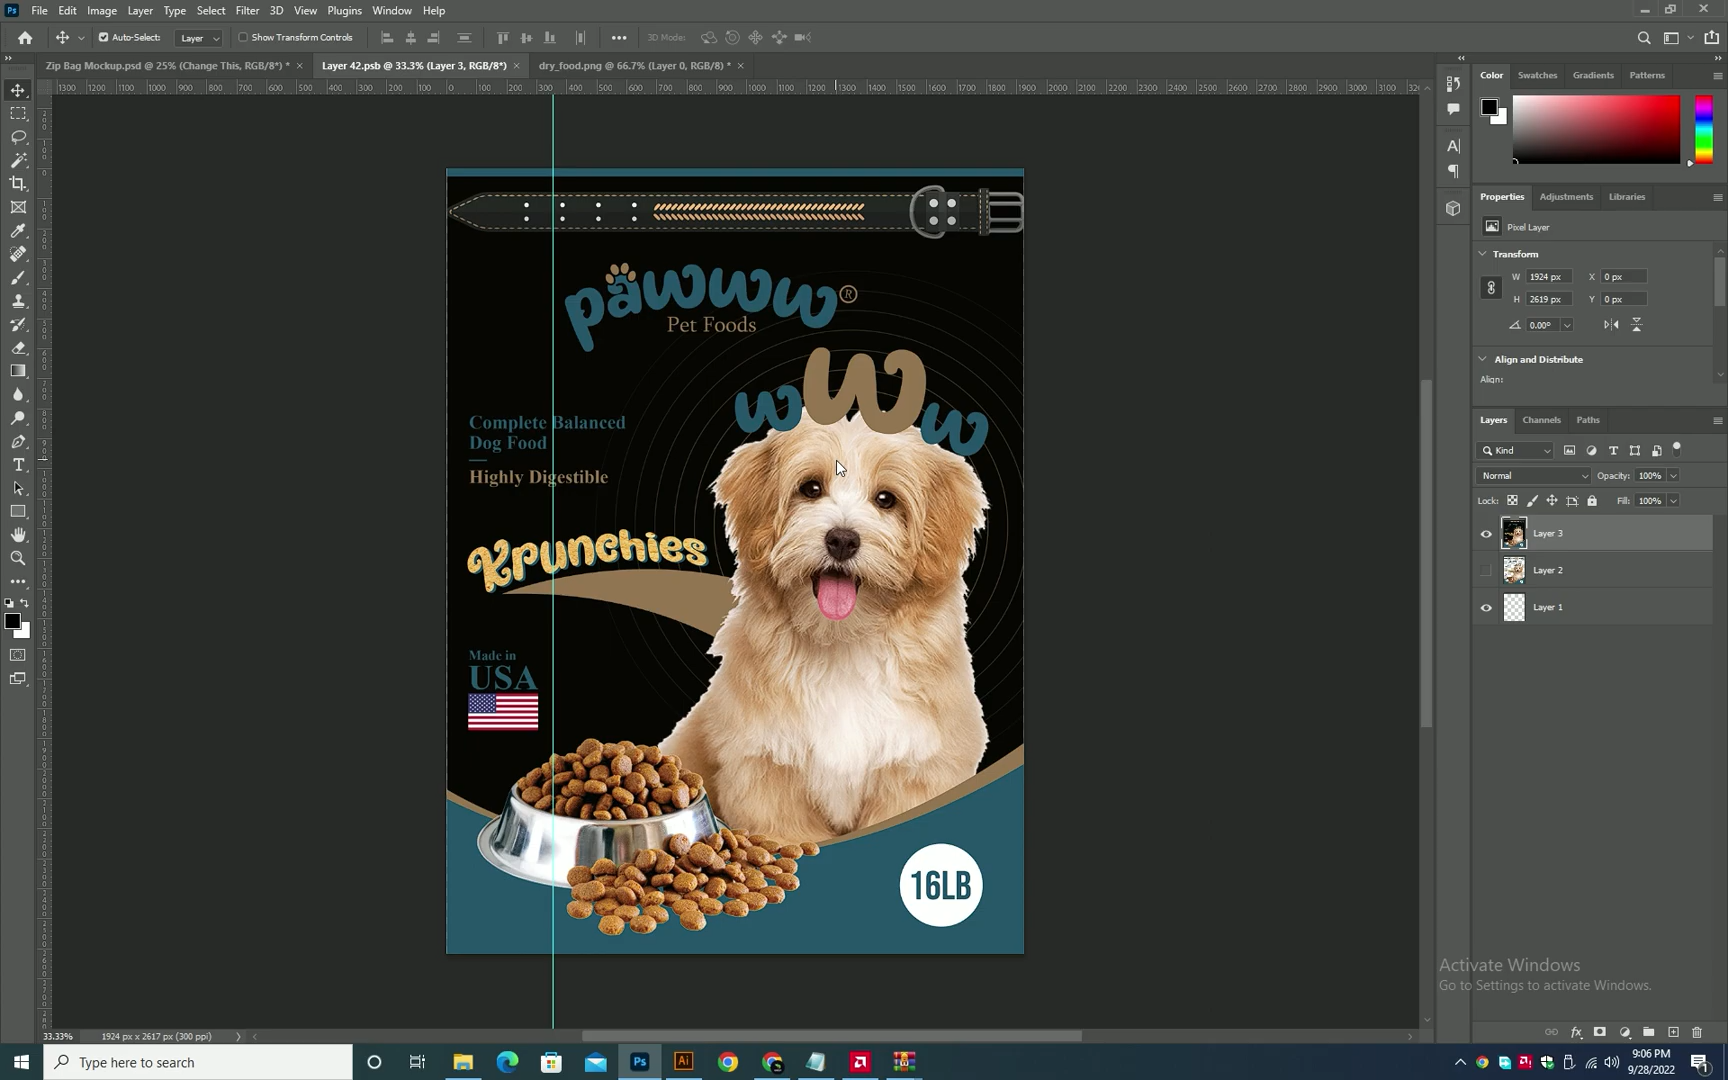 Ps File Edit Image Layer Type Select Filter 3D View Plugins Window Help
Auto-Select: Layer Show Transform Controls 3D Mode:
Zip Bag Mockup.psd @ 25% (Change This, RGB/8*) * × Layer 42.psb @ 33.3% (Layer 3, RGB/8*) × dry_food.png @ 66.7% (Layer 0, RGB/8) * ×
pawww ®
Pet Foods
wWw
Complete Balanced
Dog Food
Highly Digestible
Krunchies
Made in
USA
16LB
Color Swatches Gradients Patterns
Properties Adjustments Libraries
Pixel Layer
Transform
W 1924 px X 0 px
H 2619 px Y 0 px
0.00°
Align and Distribute
Align:
Layers Channels Paths
Kind
Normal Opacity: 100%
Lock: Fill: 100%
Layer 3
Layer 2
Layer 1
Activate Windows
Go to Settings to activate Windows.
33.33% 1924 px x 2617 px (300 ppi)
Type here to search
Ps Ai
9:06 PM
9/28/2022